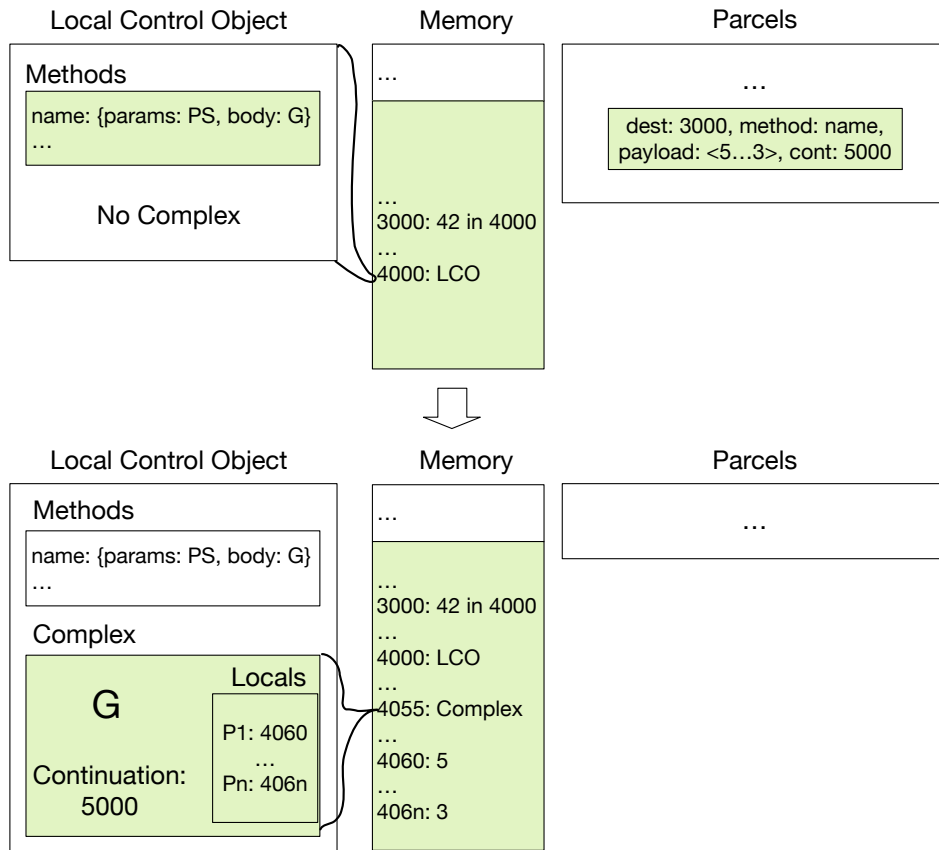 Local Control Object
Memory
Parcels
Methods
name: {params: PS, body: G}
…
No Complex
…
…
3000: 42 in 4000
…
4000: LCO
…
dest: 3000, method: name,
payload: <5…3>, cont: 5000
Local Control Object
Memory
Parcels
Methods
name: {params: PS, body: G}
…
Complex
G
Continuation:
5000
Locals
P1: 4060
…
Pn: 406n
…
…
3000: 42 in 4000
…
4000: LCO
…
4055: Complex
…
4060: 5
…
406n: 3
…